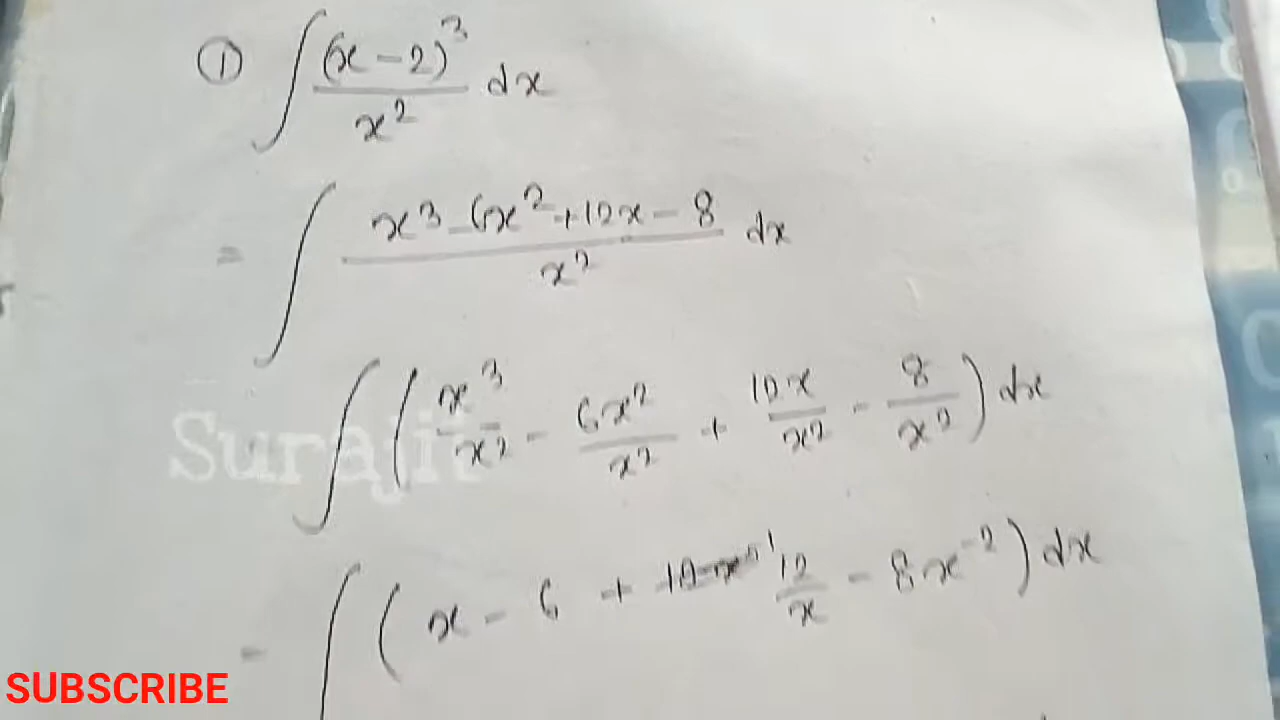 ① ∫ (x-2)³/x² dx
= ∫ x³-6x²+12x-8/x² dx
∫ (x³/x² - 6x²/x² + 12x/x² - 8/x²) dx
Surajit
= ∫ (x - 6 + 12/x - 8x⁻²) dx
SUBSCRIBE